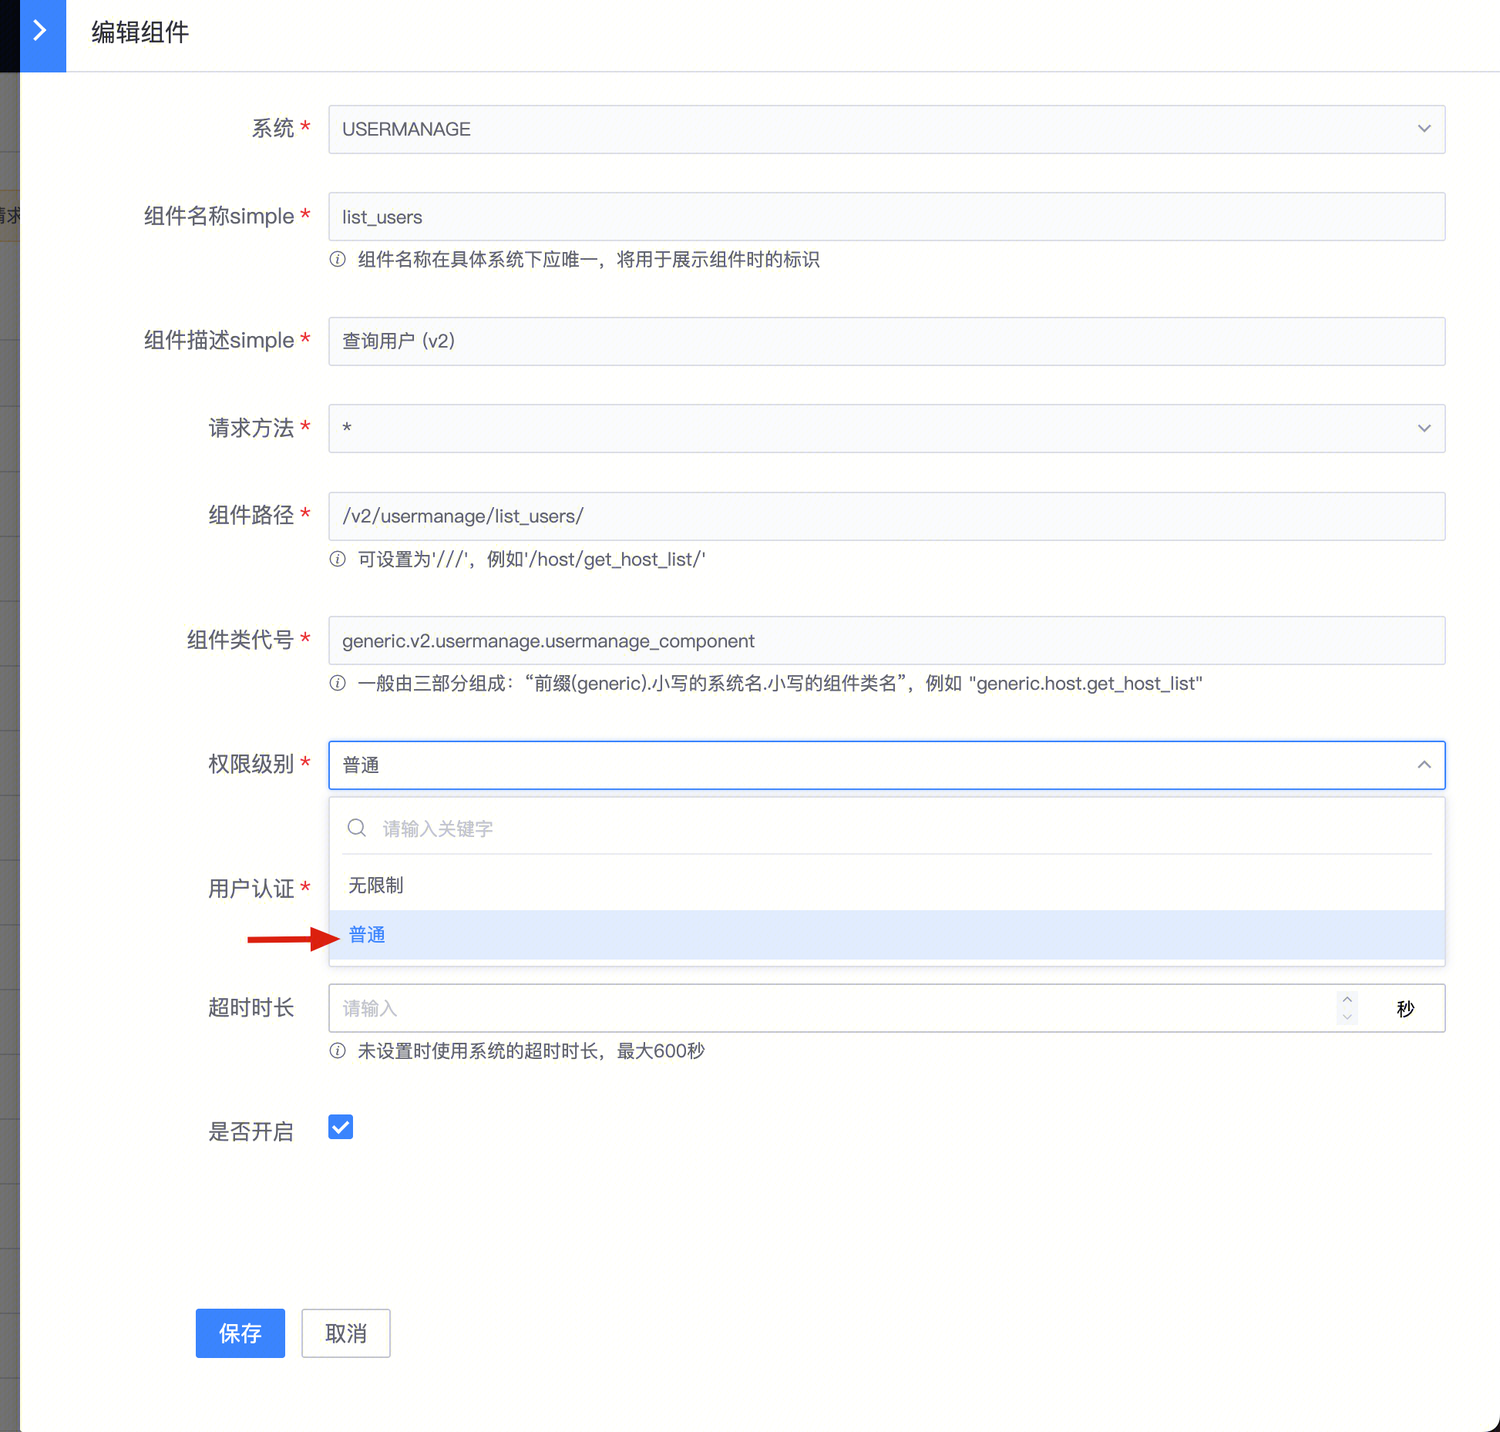 编辑组件
系统 * USERMANAGE
请求
组件名称simple * list_users
组件名称在具体系统下应唯一，将用于展示组件时的标识
组件描述simple * 查询用户 (v2)
请求方法 * *
组件路径 * /v2/usermanage/list_users/
可设置为'///'，例如'/host/get_host_list/'
组件类代号 * generic.v2.usermanage.usermanage_component
一般由三部分组成：“前缀(generic).小写的系统名.小写的组件类名”，例如 "generic.host.get_host_list"
权限级别 * 普通
请输入关键字
用户认证 * 无限制
普通
超时时长 请输入 秒
未设置时使用系统的超时时长，最大600秒
是否开启
保存 取消